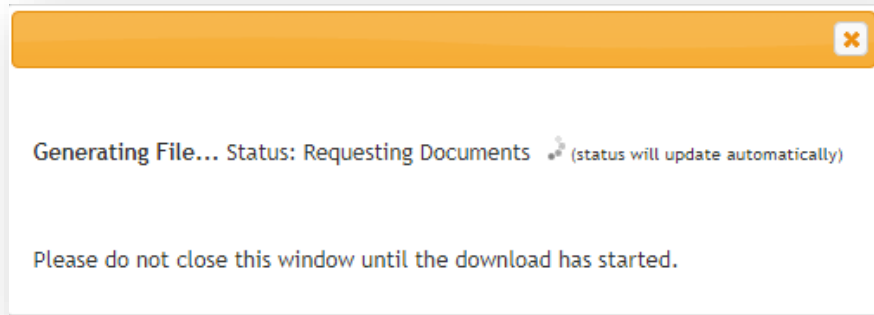 Generating File... Status: Requesting Documents (status will update automatically)
Please do not close this window until the download has started.